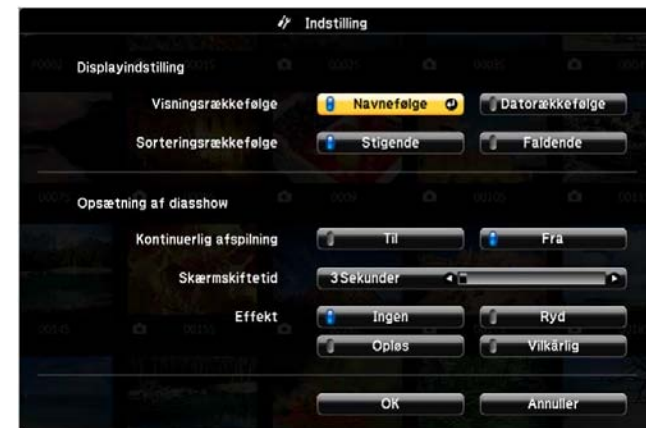 Indstilling
Displayindstilling
Visningsrækkefølge Navnefølge Datorækkefølge
Sorteringsrækkefølge Stigende Faldende
Opsætning af diasshow
Kontinuerlig afspilning Til Fra
Skærmskiftetid 3Sekunder
Effekt Ingen Ryd
Opløs Vilkårlig
OK Annuller